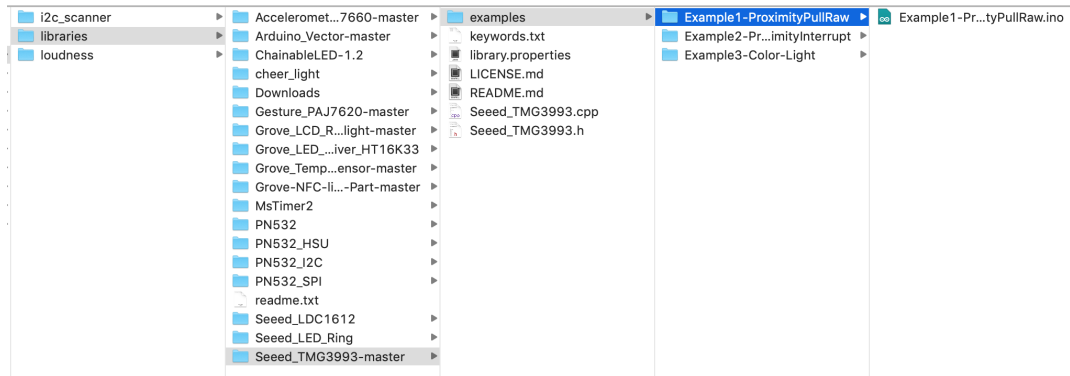 i2c_scanner
libraries
loudness
Acceleromet...7660-master
Arduino_Vector-master
ChainableLED-1.2
cheer_light
Downloads
Gesture_PAJ7620-master
Grove_LCD_R...light-master
Grove_LED_...iver_HT16K33
Grove_Temp...ensor-master
Grove-NFC-li...-Part-master
MsTimer2
PN532
PN532_HSU
PN532_I2C
PN532_SPI
readme.txt
Seeed_LDC1612
Seeed_LED_Ring
Seeed_TMG3993-master
examples
keywords.txt
library.properties
LICENSE.md
README.md
Seeed_TMG3993.cpp
Seeed_TMG3993.h
Example1-ProximityPullRaw
Example2-Pr...imityInterrupt
Example3-Color-Light
Example1-Pr...tyPullRaw.ino